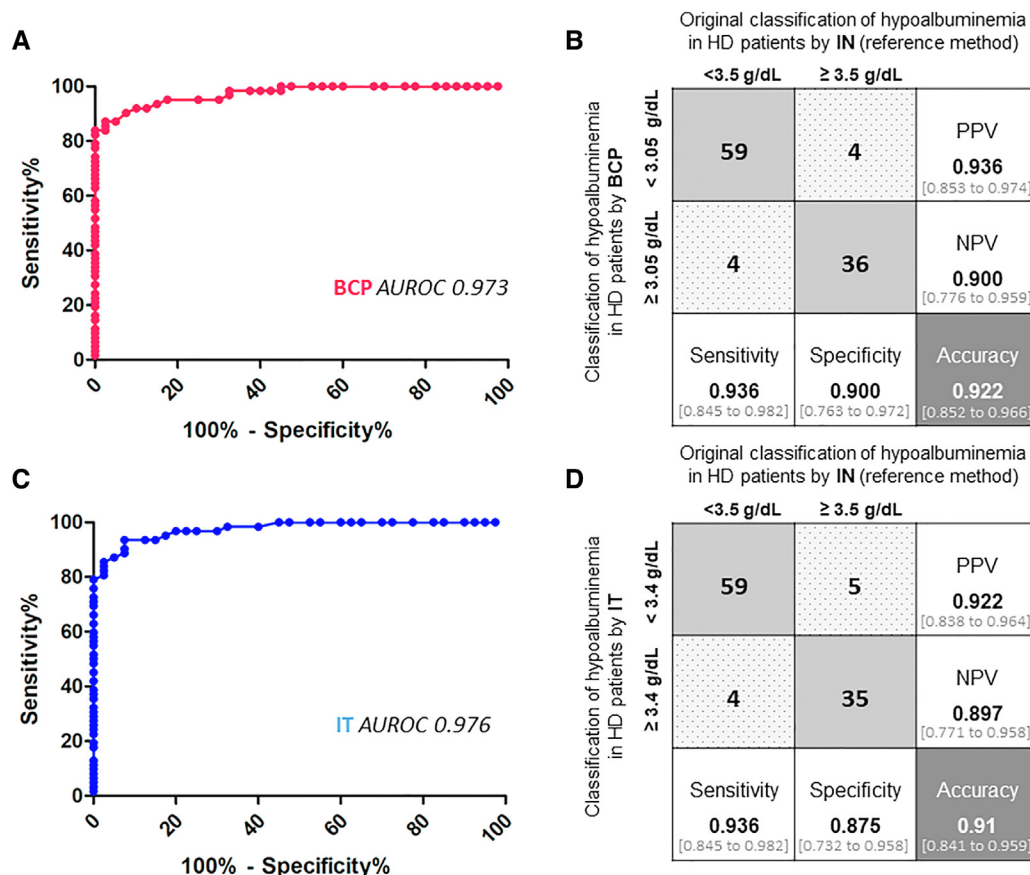 A
Sensitivity%
100
80
60
40
20
0
BCP AUROC 0.973
0
20
40
60
80
100
100% - Specificity%
B
Original classification of hypoalbuminemia
in HD patients by IN (reference method)
<3.5 g/dL
≥ 3.5 g/dL
Classification of hypoalbuminemia
in HD patients by BCP
< 3.05 g/dL
≥ 3.05 g/dL
59
4
PPV
0.936
[0.853 to 0.974]
4
36
NPV
0.900
[0.776 to 0.959]
Sensitivity
0.936
[0.845 to 0.982]
Specificity
0.900
[0.763 to 0.972]
Accuracy
0.922
[0.852 to 0.966]
C
Sensitivity%
100
80
60
40
20
0
IT AUROC 0.976
0
20
40
60
80
100
100% - Specificity%
D
Original classification of hypoalbuminemia
in HD patients by IN (reference method)
<3.5 g/dL
≥ 3.5 g/dL
Classification of hypoalbuminemia
in HD patients by IT
< 3.4 g/dL
≥ 3.4 g/dL
59
5
PPV
0.922
[0.838 to 0.964]
4
35
NPV
0.897
[0.771 to 0.958]
Sensitivity
0.936
[0.845 to 0.982]
Specificity
0.875
[0.732 to 0.958]
Accuracy
0.91
[0.841 to 0.959]